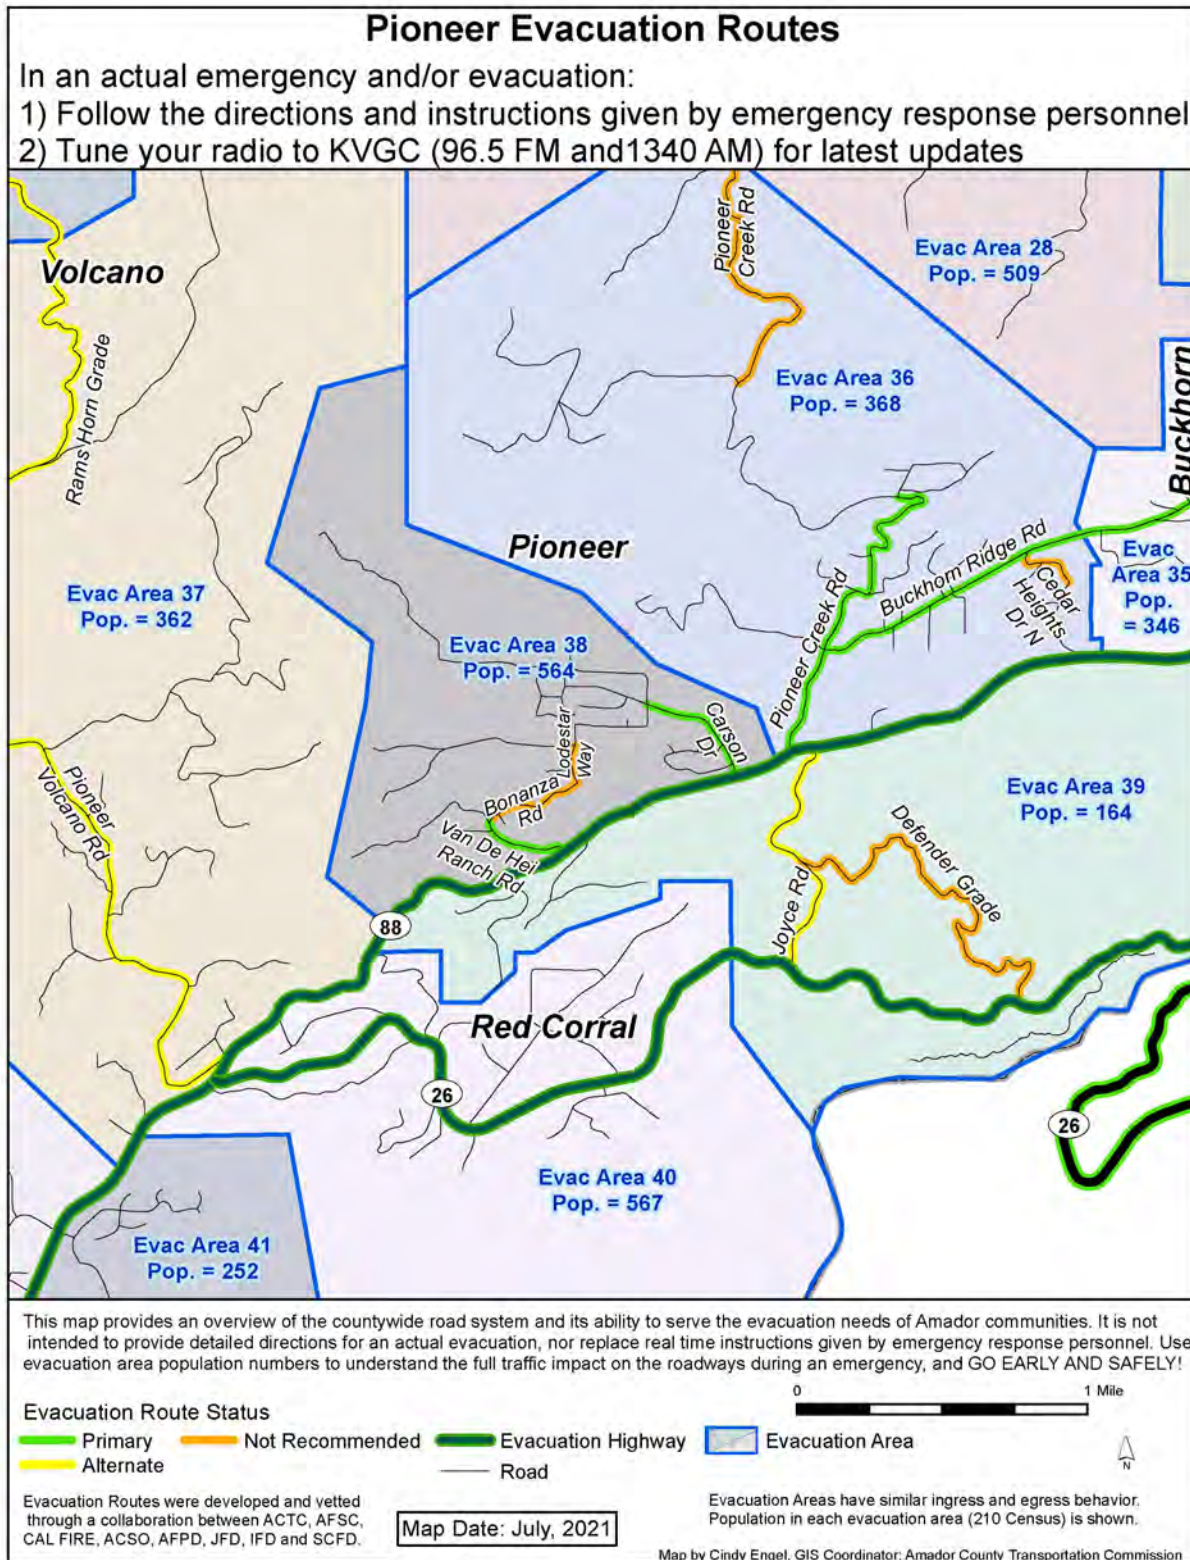 Pioneer Evacuation Routes
In an actual emergency and/or evacuation:
1) Follow the directions and instructions given by emergency response personnel
2) Tune your radio to KVGC (96.5 FM and1340 AM) for latest updates
Volcano
Rams Horn Grade
Pioneer
Creek Rd
Evac Area 28
Pop. = 509
Evac Area 36
Pop. = 368
Buckhorn
Pioneer
Buckhorn Ridge Rd
Evac
Area 35
Pop.
= 346
Cedar
Heights
Dr N
Pioneer Creek Rd
Evac Area 37
Pop. = 362
Evac Area 38
Pop. = 564
Carson
Dr
Lodestar
Way
Bonanza
Rd
Van De Hei
Ranch Rd
Pioneer
Volcano Rd
Evac Area 39
Pop. = 164
Defender Grade
Joyce Rd
88
Red Corral
26
26
Evac Area 40
Pop. = 567
Evac Area 41
Pop. = 252
This map provides an overview of the countywide road system and its ability to serve the evacuation needs of Amador communities. It is not
intended to provide detailed directions for an actual evacuation, nor replace real time instructions given by emergency response personnel. Use
evacuation area population numbers to understand the full traffic impact on the roadways during an emergency, and GO EARLY AND SAFELY!
0 1 Mile
Evacuation Route Status
Primary Not Recommended Evacuation Highway Evacuation Area
Alternate Road
N
Evacuation Routes were developed and vetted
through a collaboration between ACTC, AFSC,
CAL FIRE, ACSO, AFPD, JFD, IFD and SCFD.
Map Date: July, 2021
Evacuation Areas have similar ingress and egress behavior.
Population in each evacuation area (210 Census) is shown.
Map by Cindy Engel, GIS Coordinator; Amador County Transportation Commission